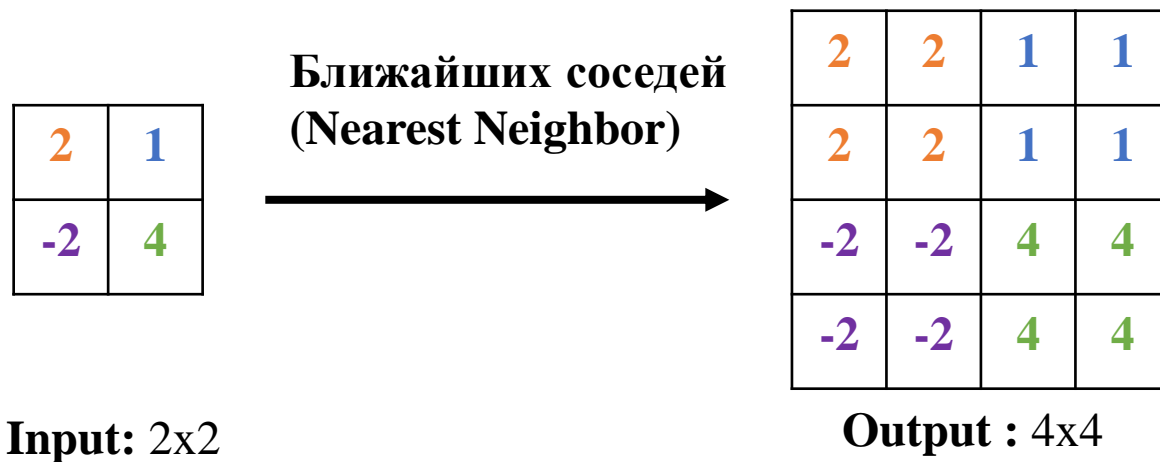 Ближайших соседей
(Nearest Neighbor)
2 1
-2 4
2 2 1 1
2 2 1 1
-2 -2 4 4
-2 -2 4 4
Input: 2x2
Output : 4x4